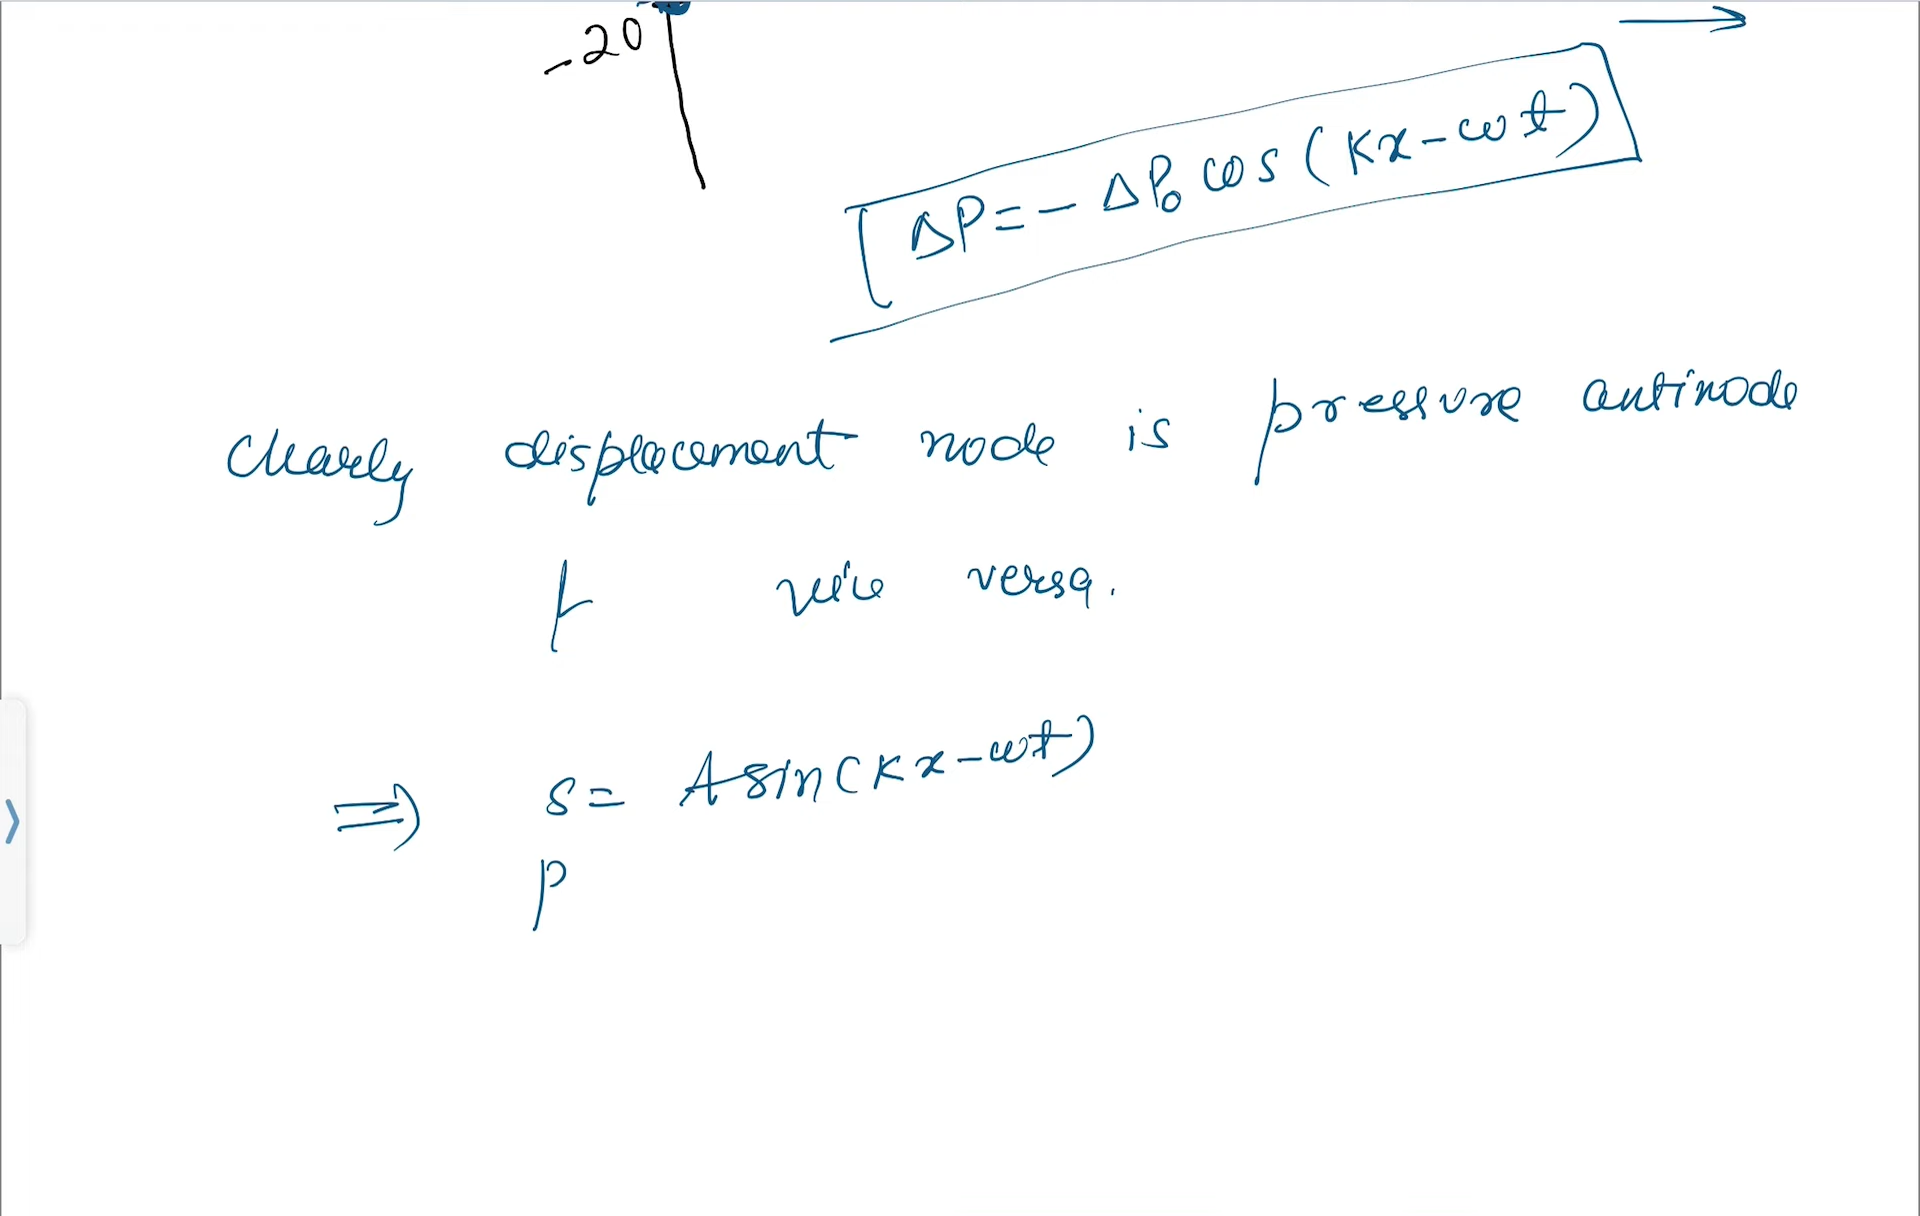 -20
ΔP = - ΔP₀ cos (Kx - ωt)
Clearly displacement node is pressure antinode
& vice versa.
⇒ s = A sin (Kx - ωt)
P